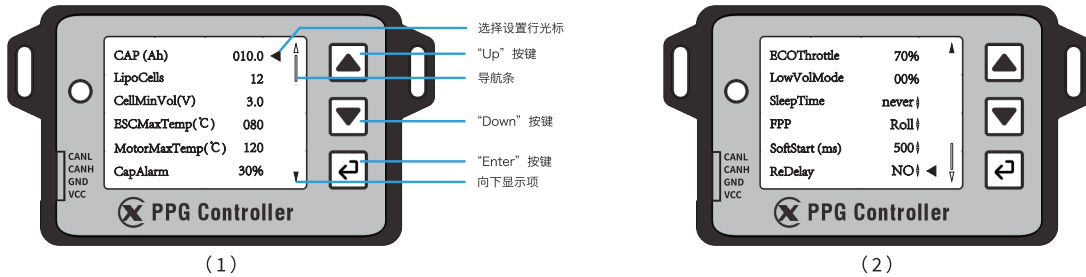 CAP (Ah) 010.0
LipoCells 12
CellMinVol(V) 3.0
ESCMaxTemp(℃) 080
MotorMaxTemp(℃) 120
CapAlarm 30%
CANL
CANH
GND
VCC
PPG Controller
选择设置行光标
“Up”按键
导航条
“Down”按键
“Enter”按键
向下显示项
(1)
ECOThrottle 70%
LowVolMode 00%
SleepTime never
FPP Roll
SoftStart (ms) 500
ReDelay NO
CANL
CANH
GND
VCC
PPG Controller
(2)